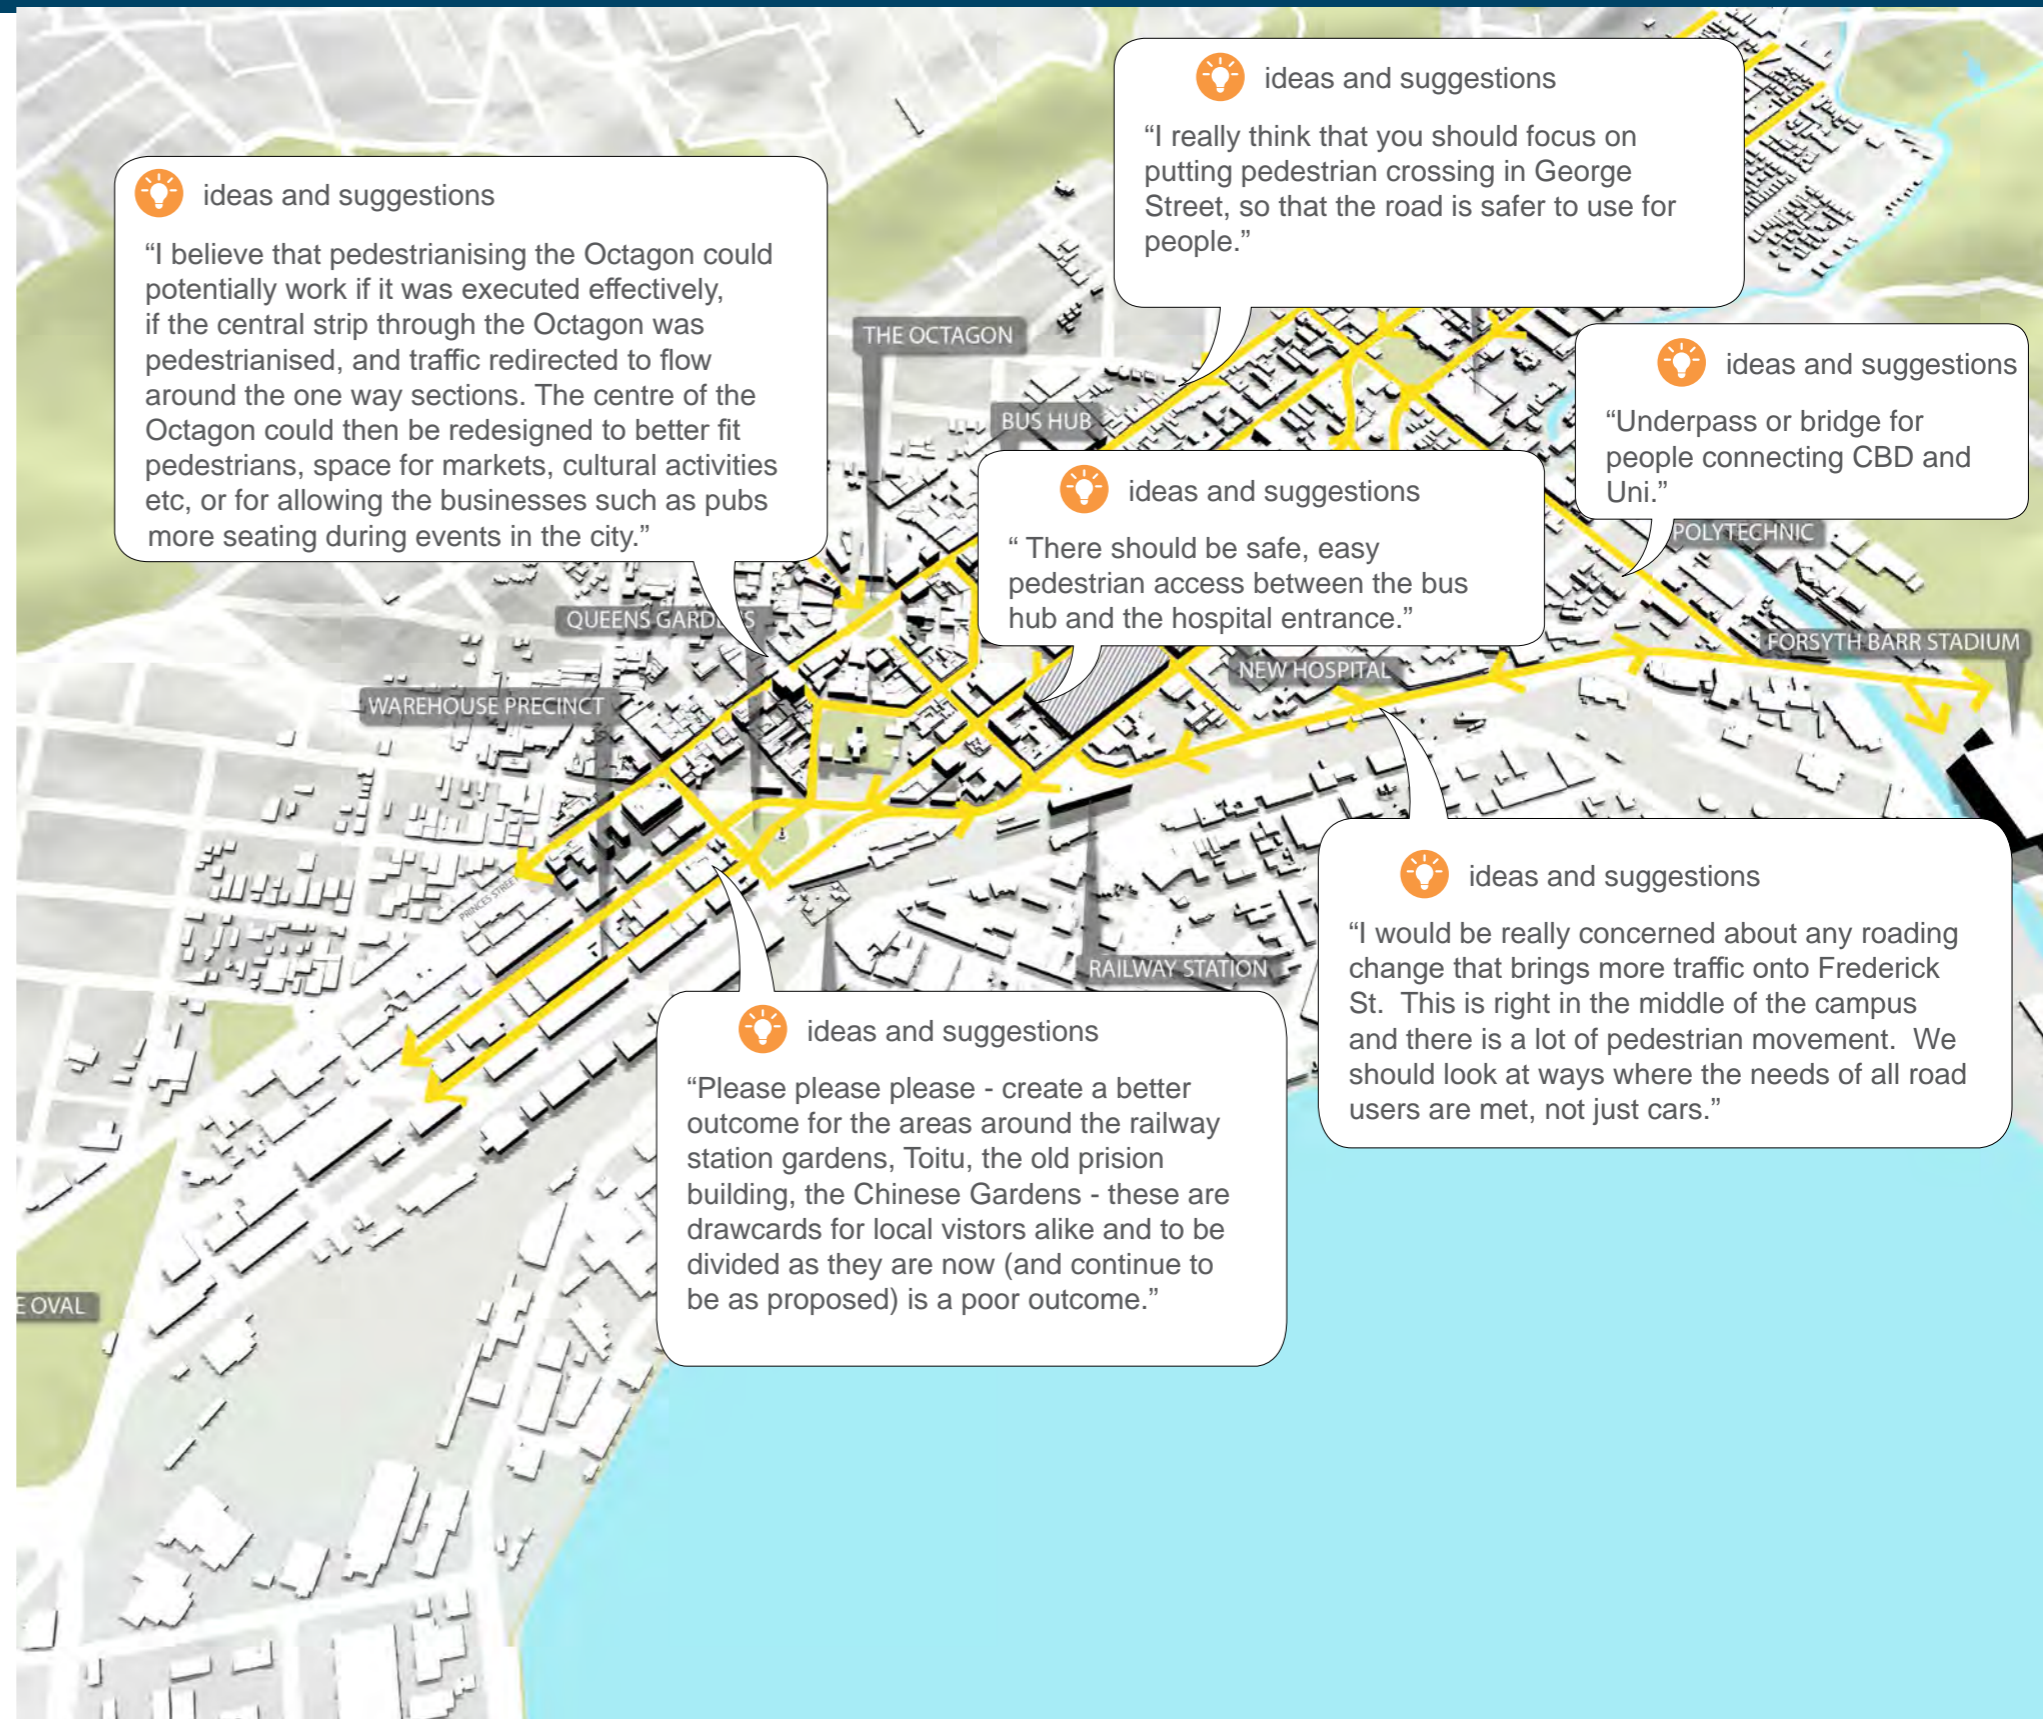 ideas and suggestions
“I really think that you should focus on
putting pedestrian crossing in George
Street, so that the road is safer to use for
people.”
ideas and suggestions
“I believe that pedestrianising the Octagon could
potentially work if it was executed effectively,
if the central strip through the Octagon was
pedestrianised, and traffic redirected to flow
around the one way sections. The centre of the
Octagon could then be redesigned to better fit
pedestrians, space for markets, cultural activities
etc, or for allowing the businesses such as pubs
more seating during events in the city.”
THE OCTAGON
ideas and suggestions
“Underpass or bridge for
people connecting CBD and
Uni.”
BUS HUB
ideas and suggestions
“ There should be safe, easy
pedestrian access between the bus
hub and the hospital entrance.”
POLYTECHNIC
QUEENS GARDENS
FORSYTH BARR STADIUM
NEW HOSPITAL
WAREHOUSE PRECINCT
PRINCES STREET
RAILWAY STATION
ideas and suggestions
“I would be really concerned about any roading
change that brings more traffic onto Frederick
St.  This is right in the middle of the campus
and there is a lot of pedestrian movement.  We
should look at ways where the needs of all road
users are met, not just cars.”
ideas and suggestions
“Please please please - create a better
outcome for the areas around the railway
station gardens, Toitu, the old prision
building, the Chinese Gardens - these are
drawcards for local vistors alike and to be
divided as they are now (and continue to
be as proposed) is a poor outcome.”
E OVAL